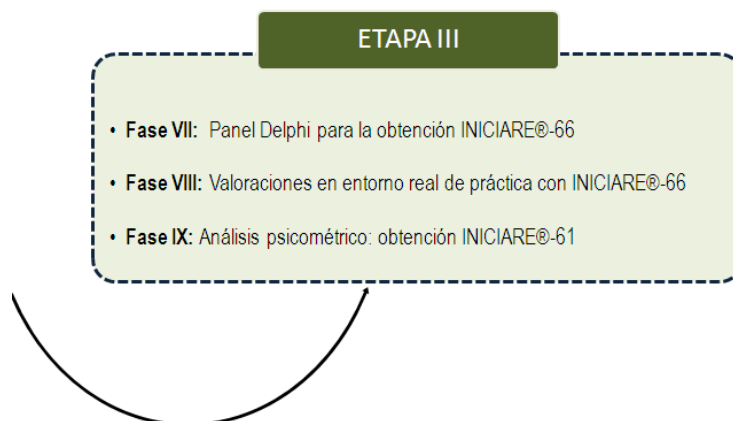 ETAPA III
• Fase VII: Panel Delphi para la obtención INICIARE®-66
• Fase VIII: Valoraciones en entorno real de práctica con INICIARE®-66
• Fase IX: Análisis psicométrico: obtención INICIARE®-61